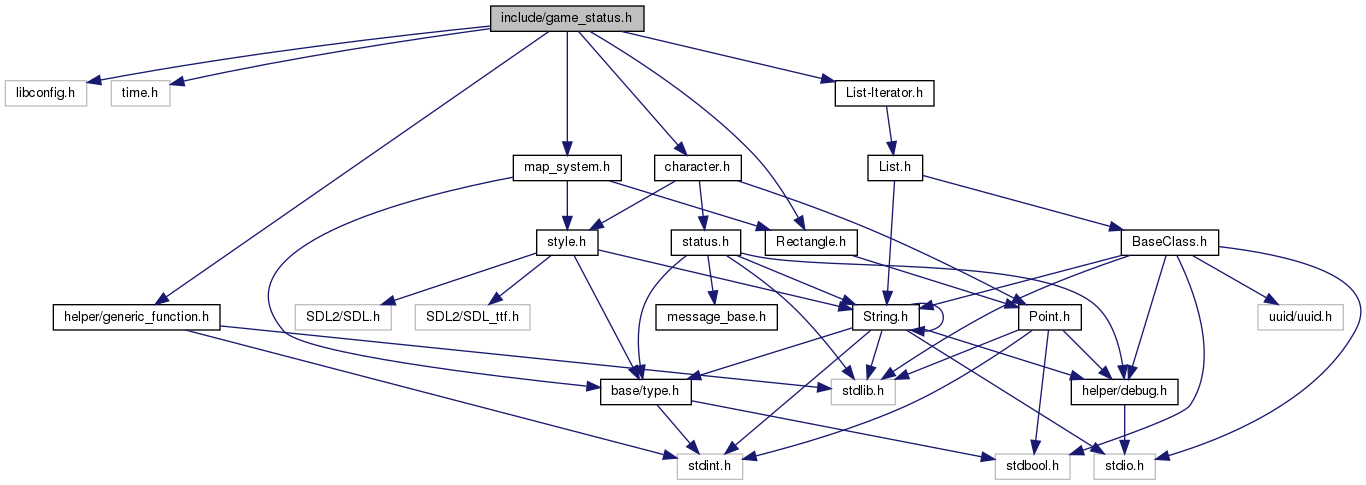 include/game_status.h
libconfig.h
time.h
List-Iterator.h
map_system.h
character.h
List.h
style.h
status.h
Rectangle.h
BaseClass.h
helper/generic_function.h
SDL2/SDL.h
SDL2/SDL_ttf.h
message_base.h
String.h
Point.h
uuid/uuid.h
base/type.h
stdlib.h
helper/debug.h
stdint.h
stdbool.h
stdio.h